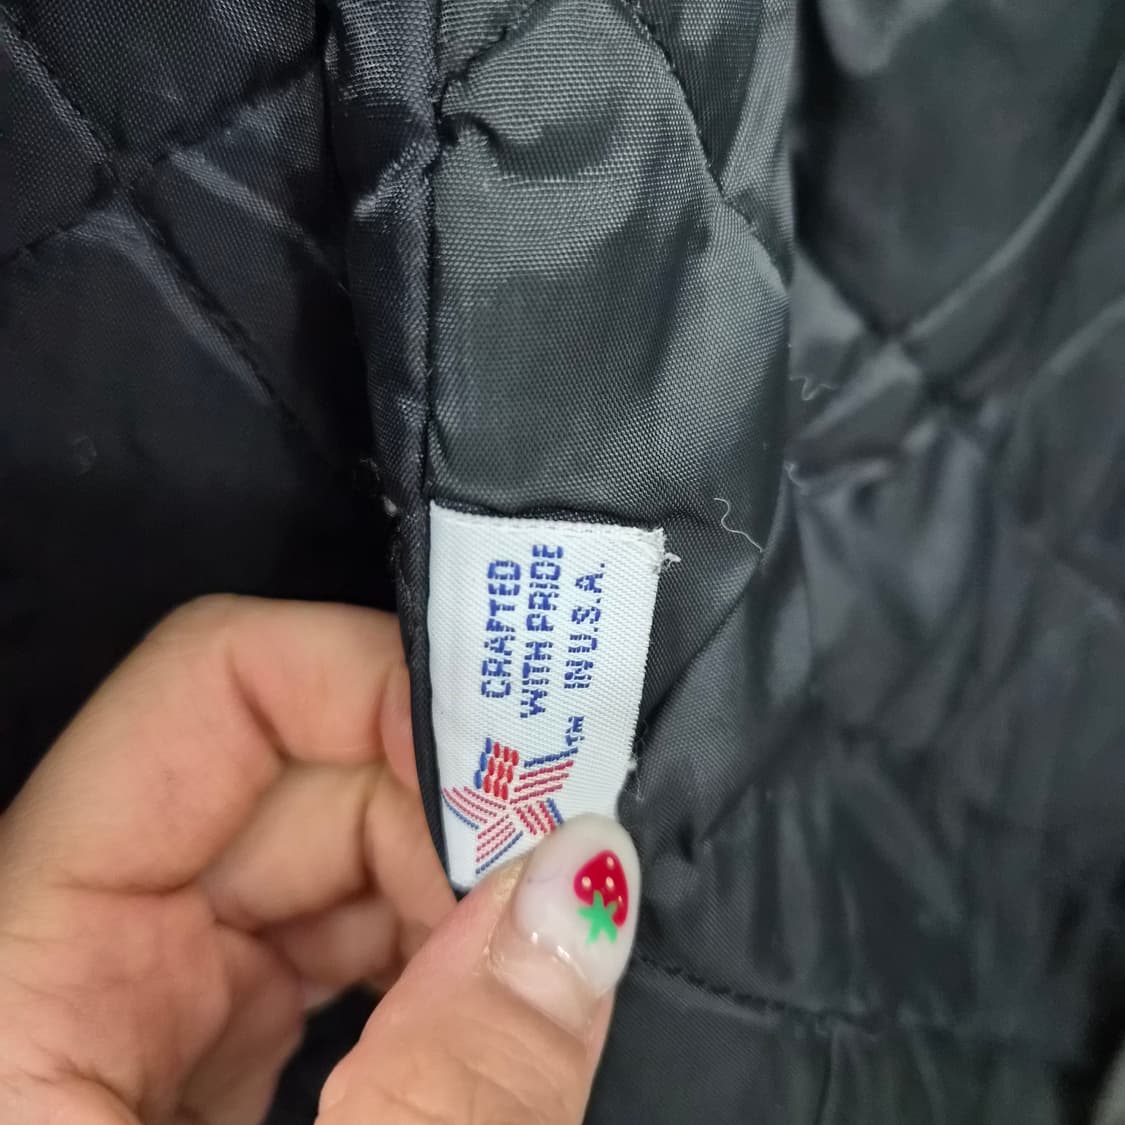 CRAFTED
WITH PRIDE
IN U.S.A.
TM